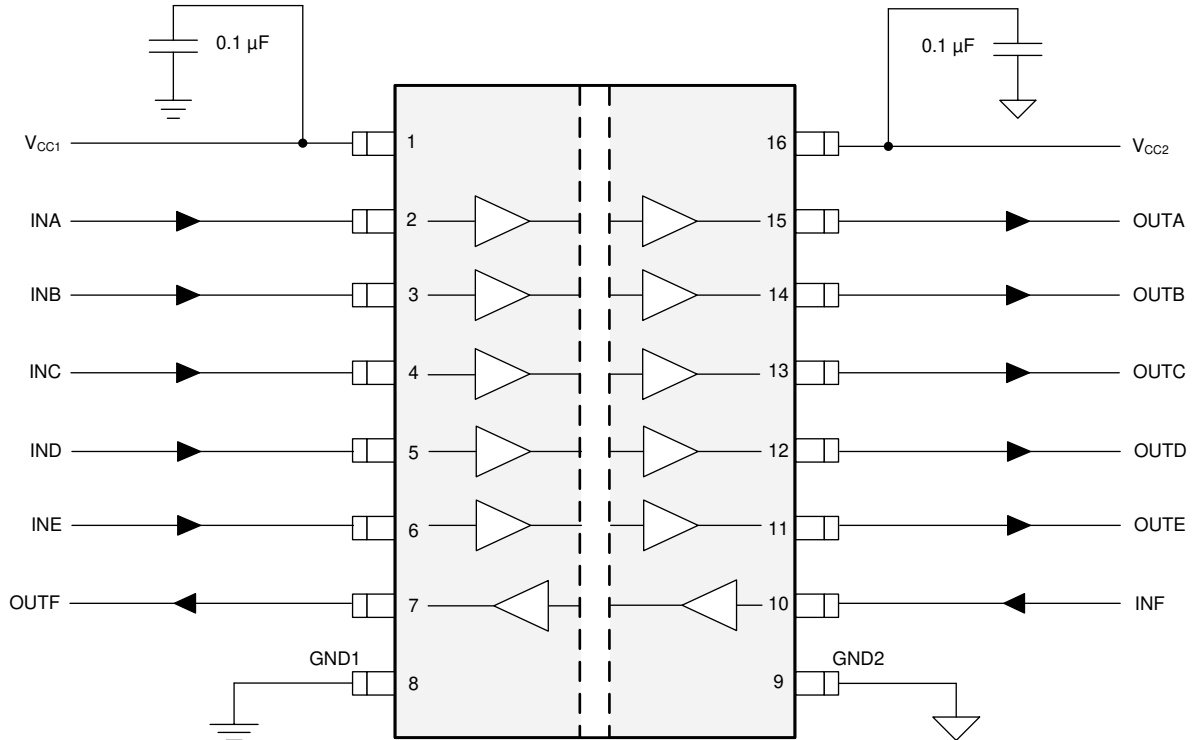 0.1 µF
0.1 µF
VCC1 1 16 VCC2
INA 2 15 OUTA
INB 3 14 OUTB
INC 4 13 OUTC
IND 5 12 OUTD
INE 6 11 OUTE
OUTF 7 10 INF
GND1 GND2
8 9